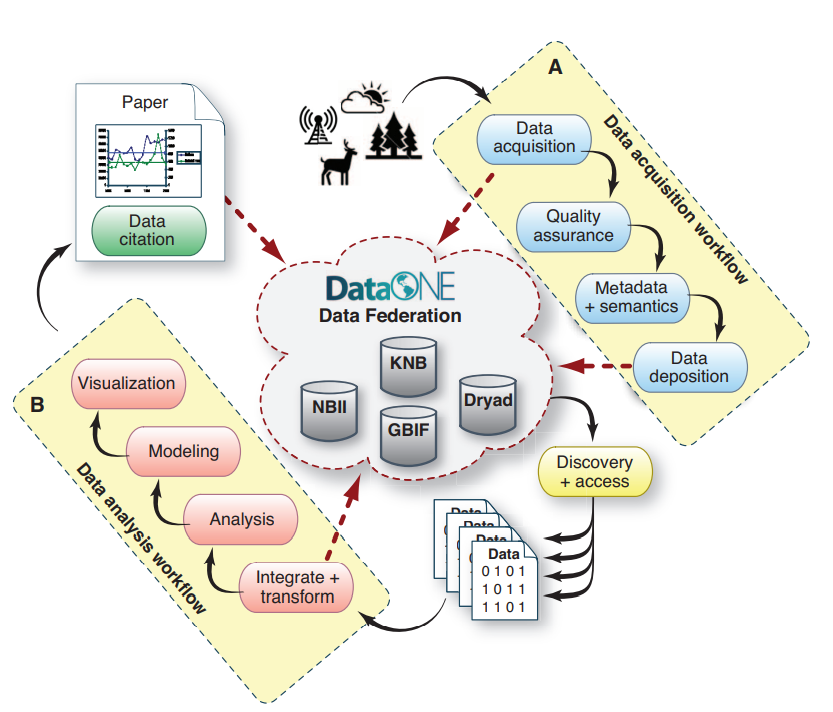 Paper
Data
citation
A
Data acquisition workflow
Data
acquisition
Quality
assurance
Metadata
+ semantics
Data
deposition
DataONE
Data Federation
KNB
NBII
GBIF
Dryad
Discovery
+ access
Data
Data
Data
Data
0 1 0 1
1 0 1 1
1 1 0 1
B
Data analysis workflow
Visualization
Modeling
Analysis
Integrate +
transform